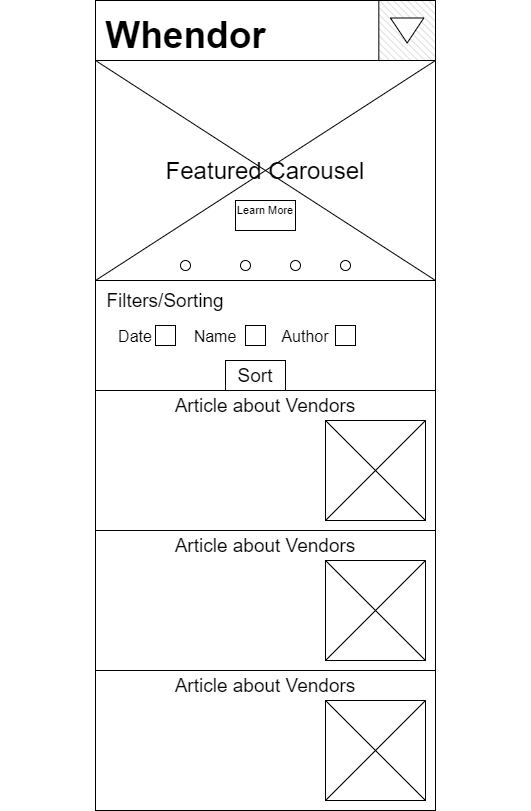 Whendor
Featured Carousel
Learn More
Filters/Sorting
Date Name Author
Sort
Article about Vendors
Article about Vendors
Article about Vendors